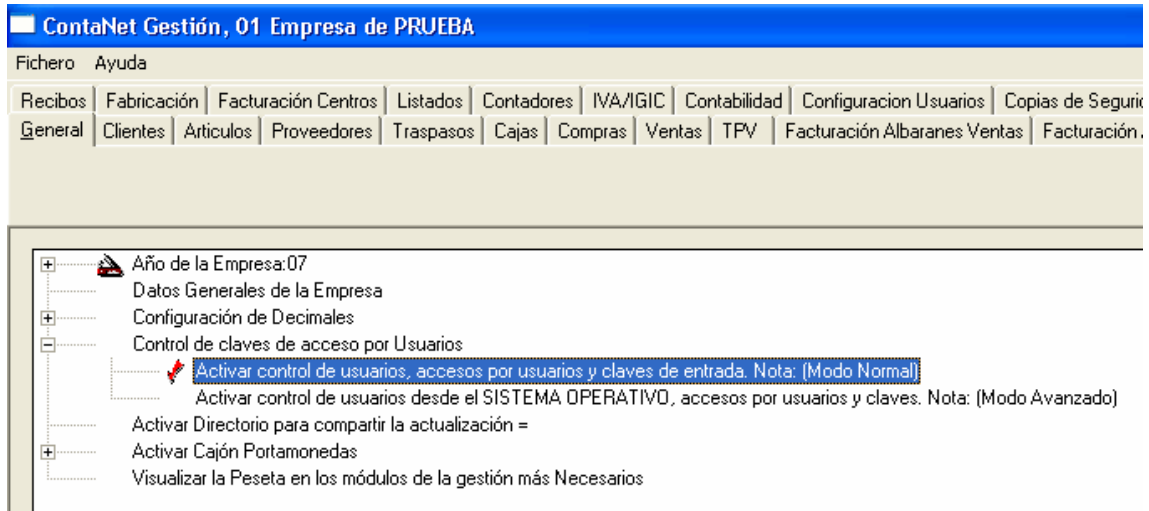 ContaNet Gestión, 01 Empresa de PRUEBA
Fichero Ayuda
Recibos Fabricación Facturación Centros Listados Contadores IVA/IGIC Contabilidad Configuracion Usuarios Copias de
General Clientes Articulos Proveedores Traspasos Cajas Compras Ventas TPV Facturación Albaranes Ventas Facturación
Año de la Empresa:07
Datos Generales de la Empresa
Configuración de Decimales
Control de claves de acceso por Usuarios
Activar control de usuarios, accesos por usuarios y claves de entrada. Nota: (Modo Normal)
Activar control de usuarios desde el SISTEMA OPERATIVO, accesos por usuarios y claves. Nota: (Modo Avanzado)
Activar Directorio para compartir la actualización =
Activar Cajón Portamonedas
Visualizar la Peseta en los módulos de la gestión más Necesarios